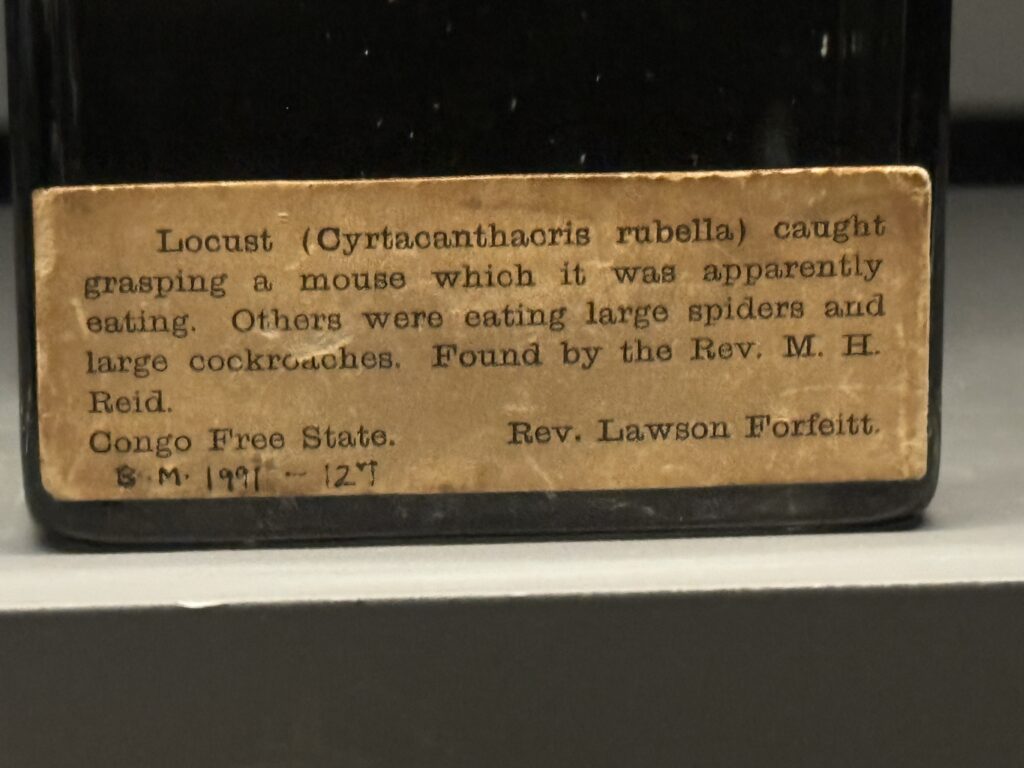 Locust (Cyrtacanthacris rubella) caught
grasping a mouse which it was apparently
eating. Others were eating large spiders and
large cockroaches. Found by the Rev. M. H.
Reid.
Congo Free State. Rev. Lawson Forfeitt.
B.M. 1991 -